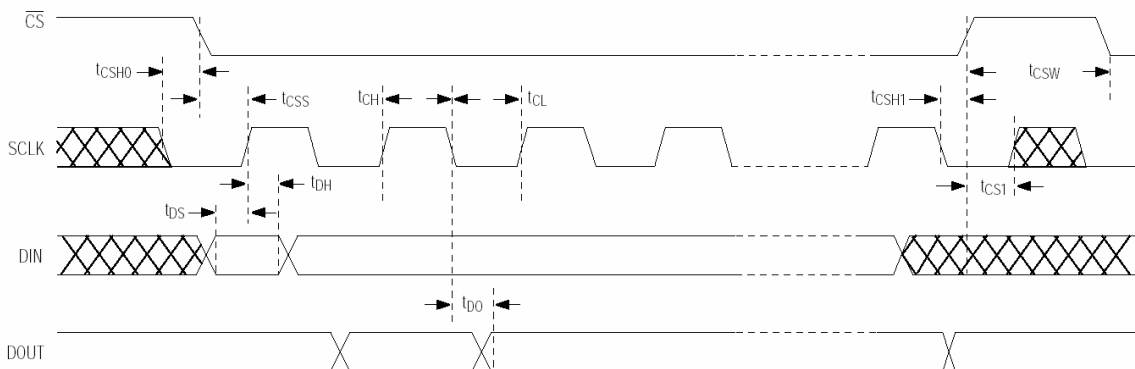 CS
tCSH0
tCSS
tCH
tCL
tCSH1
tCSW
SCLK
tDH
tCS1
tDS
DIN
tDO
DOUT